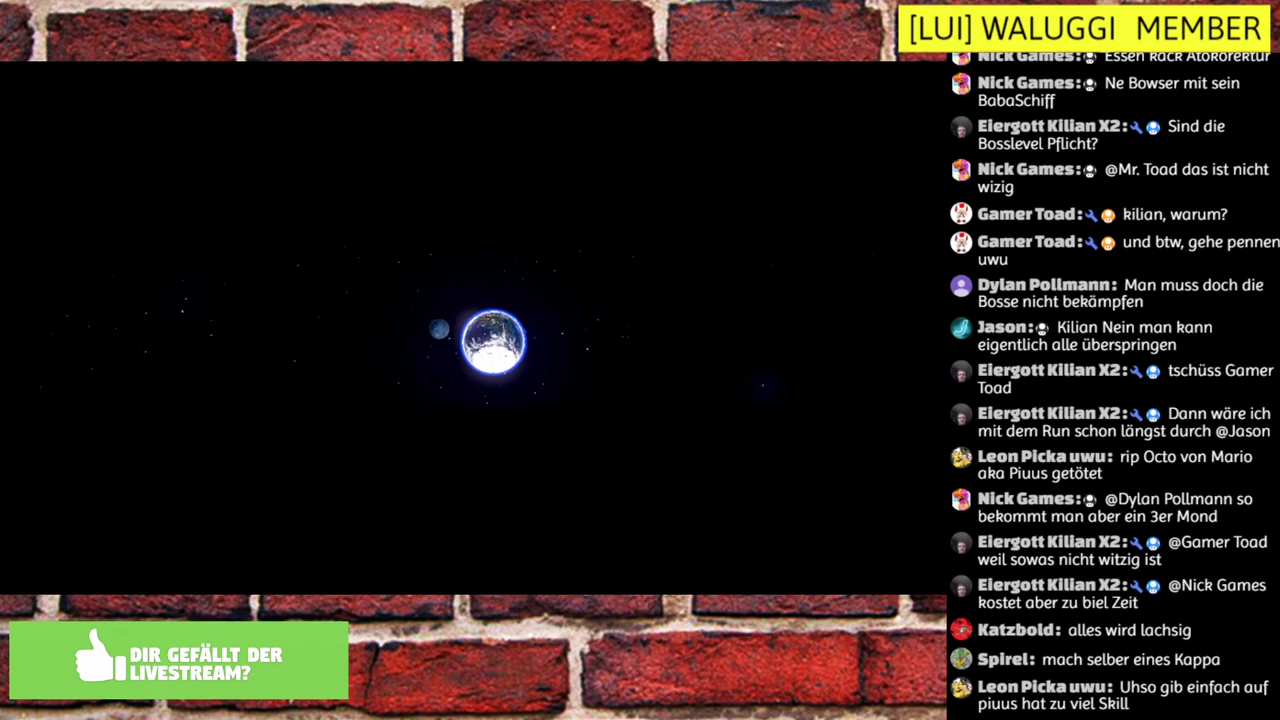 [LUI] WALUGGI MEMBER
Nick Games: Essen kack Atokorektur
Nick Games: Ne Bowser mit sein
BabaSchiff
Eiergott Kilian X2: Sind die
Bosslevel Pflicht?
Nick Games: @Mr. Toad das ist nicht
wizig
Gamer Toad: kilian, warum?
Gamer Toad: und btw, gehe pennen
uwu
Dylan Pollmann: Man muss doch die
Bosse nicht bekämpfen
Jason: Kilian Nein man kann
eigentlich alle überspringen
Eiergott Kilian X2: tschüss Gamer
Toad
Eiergott Kilian X2: Dann wäre ich
mit dem Run schon längst durch @Jason
Leon Picka uwu: rip Octo von Mario
aka Piuus getötet
Nick Games: @Dylan Pollmann so
bekommt man aber ein 3er Mond
Eiergott Kilian X2: @Gamer Toad
weil sowas nicht witzig ist
Eiergott Kilian X2: @Nick Games
kostet aber zu biel Zeit
Katzbold: alles wird lachsig
Spirel: mach selber eines Kappa
Leon Picka uwu: Uhso gib einfach auf
piuus hat zu viel Skill
DIR GEFÄLLT DER
LIVESTREAM?